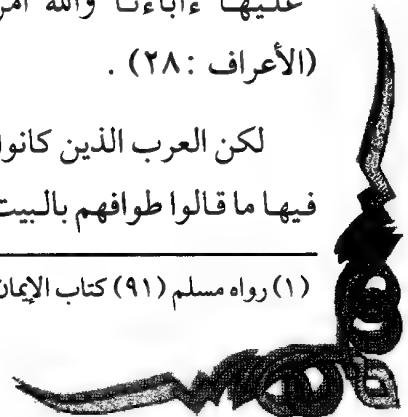 عليها ءاباءنا والله أمر
(الأعراف : ٢٨) .
لكن العرب الذين كانوا
فيها ما قالوا طوافهم بالبيت
(١) رواه مسلم (٩١) كتاب الإيمان